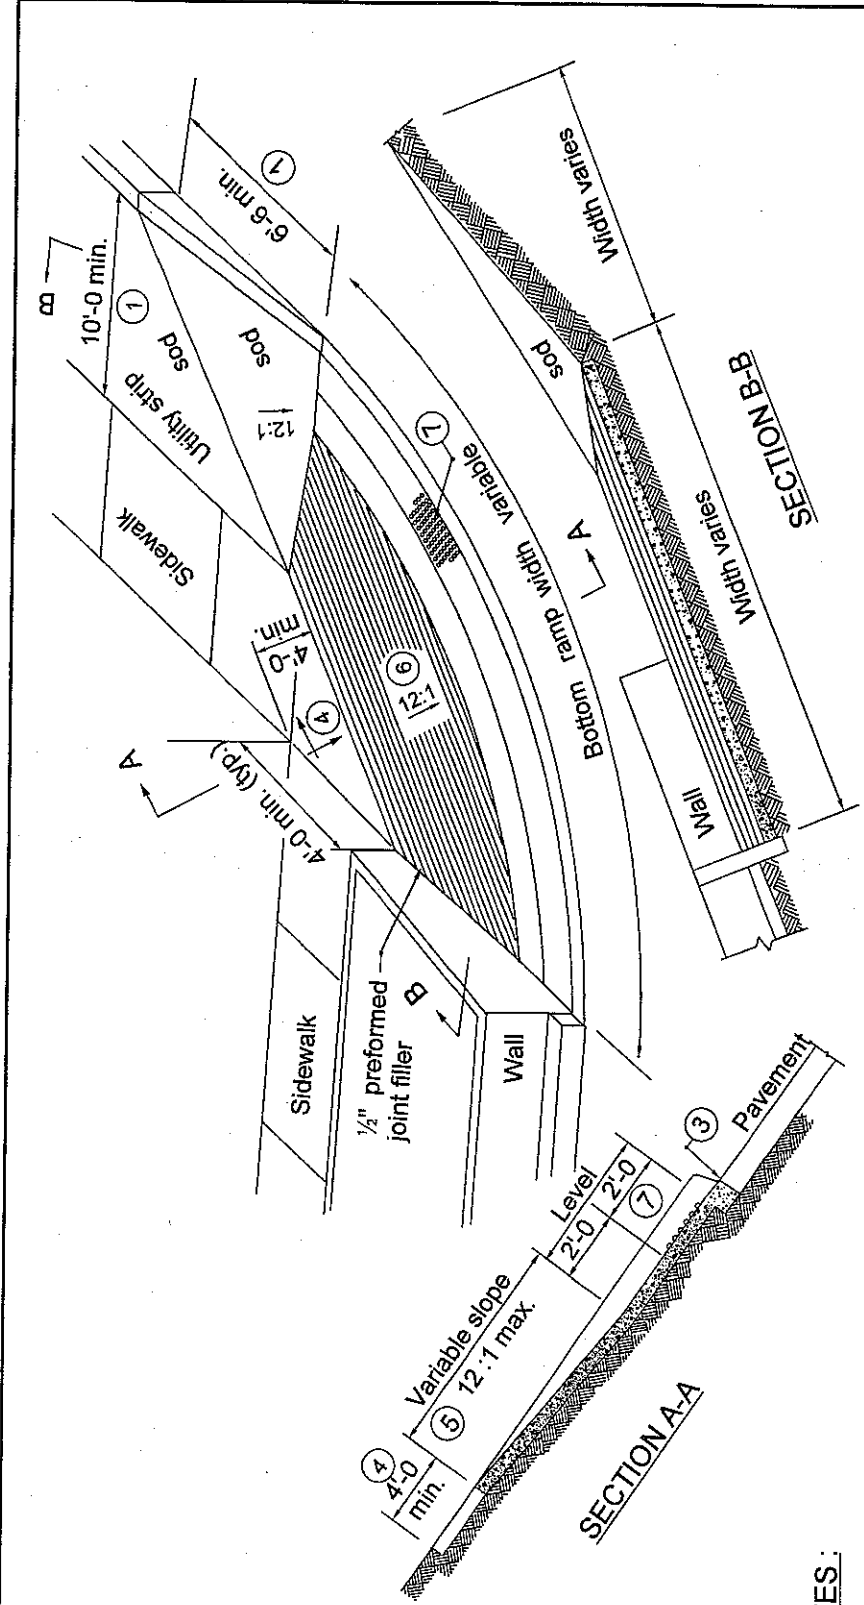 B
10'-0 min.
1
6'-6 min.
1
Utility strip
sod
sod
12:1
Sidewalk
4'-0
min.
4
A
4'-0 min. (typ.)
6
12:1
7
Bottom ramp width variable
A
Sidewalk
½" preformed
joint filler
B
Wall
Width varies
sod
Width varies
Wall
SECTION B-B
4
4'-0
min.
Variable slope
5
12 :1 max.
Level
2'-0
2'-0
7
3
Pavement
SECTION A-A
ES :